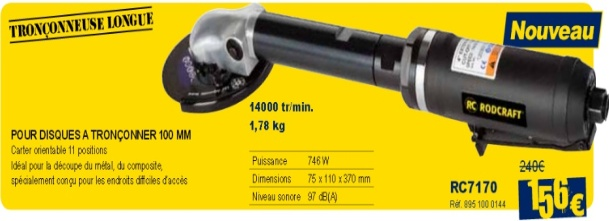 TRONÇONNEUSE LONGUE
Nouveau
RC RODCRAFT
14000 tr/min.
1,78 kg
POUR DISQUES A TRONÇONNER 100 MM
Carter orientable 11 positions
Idéal pour la découpe du métal, du composite,
spécialement conçu pour les endroits difficiles d'accès
Puissance 746 W
Dimensions 75 x 110 x 370 mm
Niveau sonore 97 dB(A)
RC7170
Réf. 895 100 0144
240€
156€